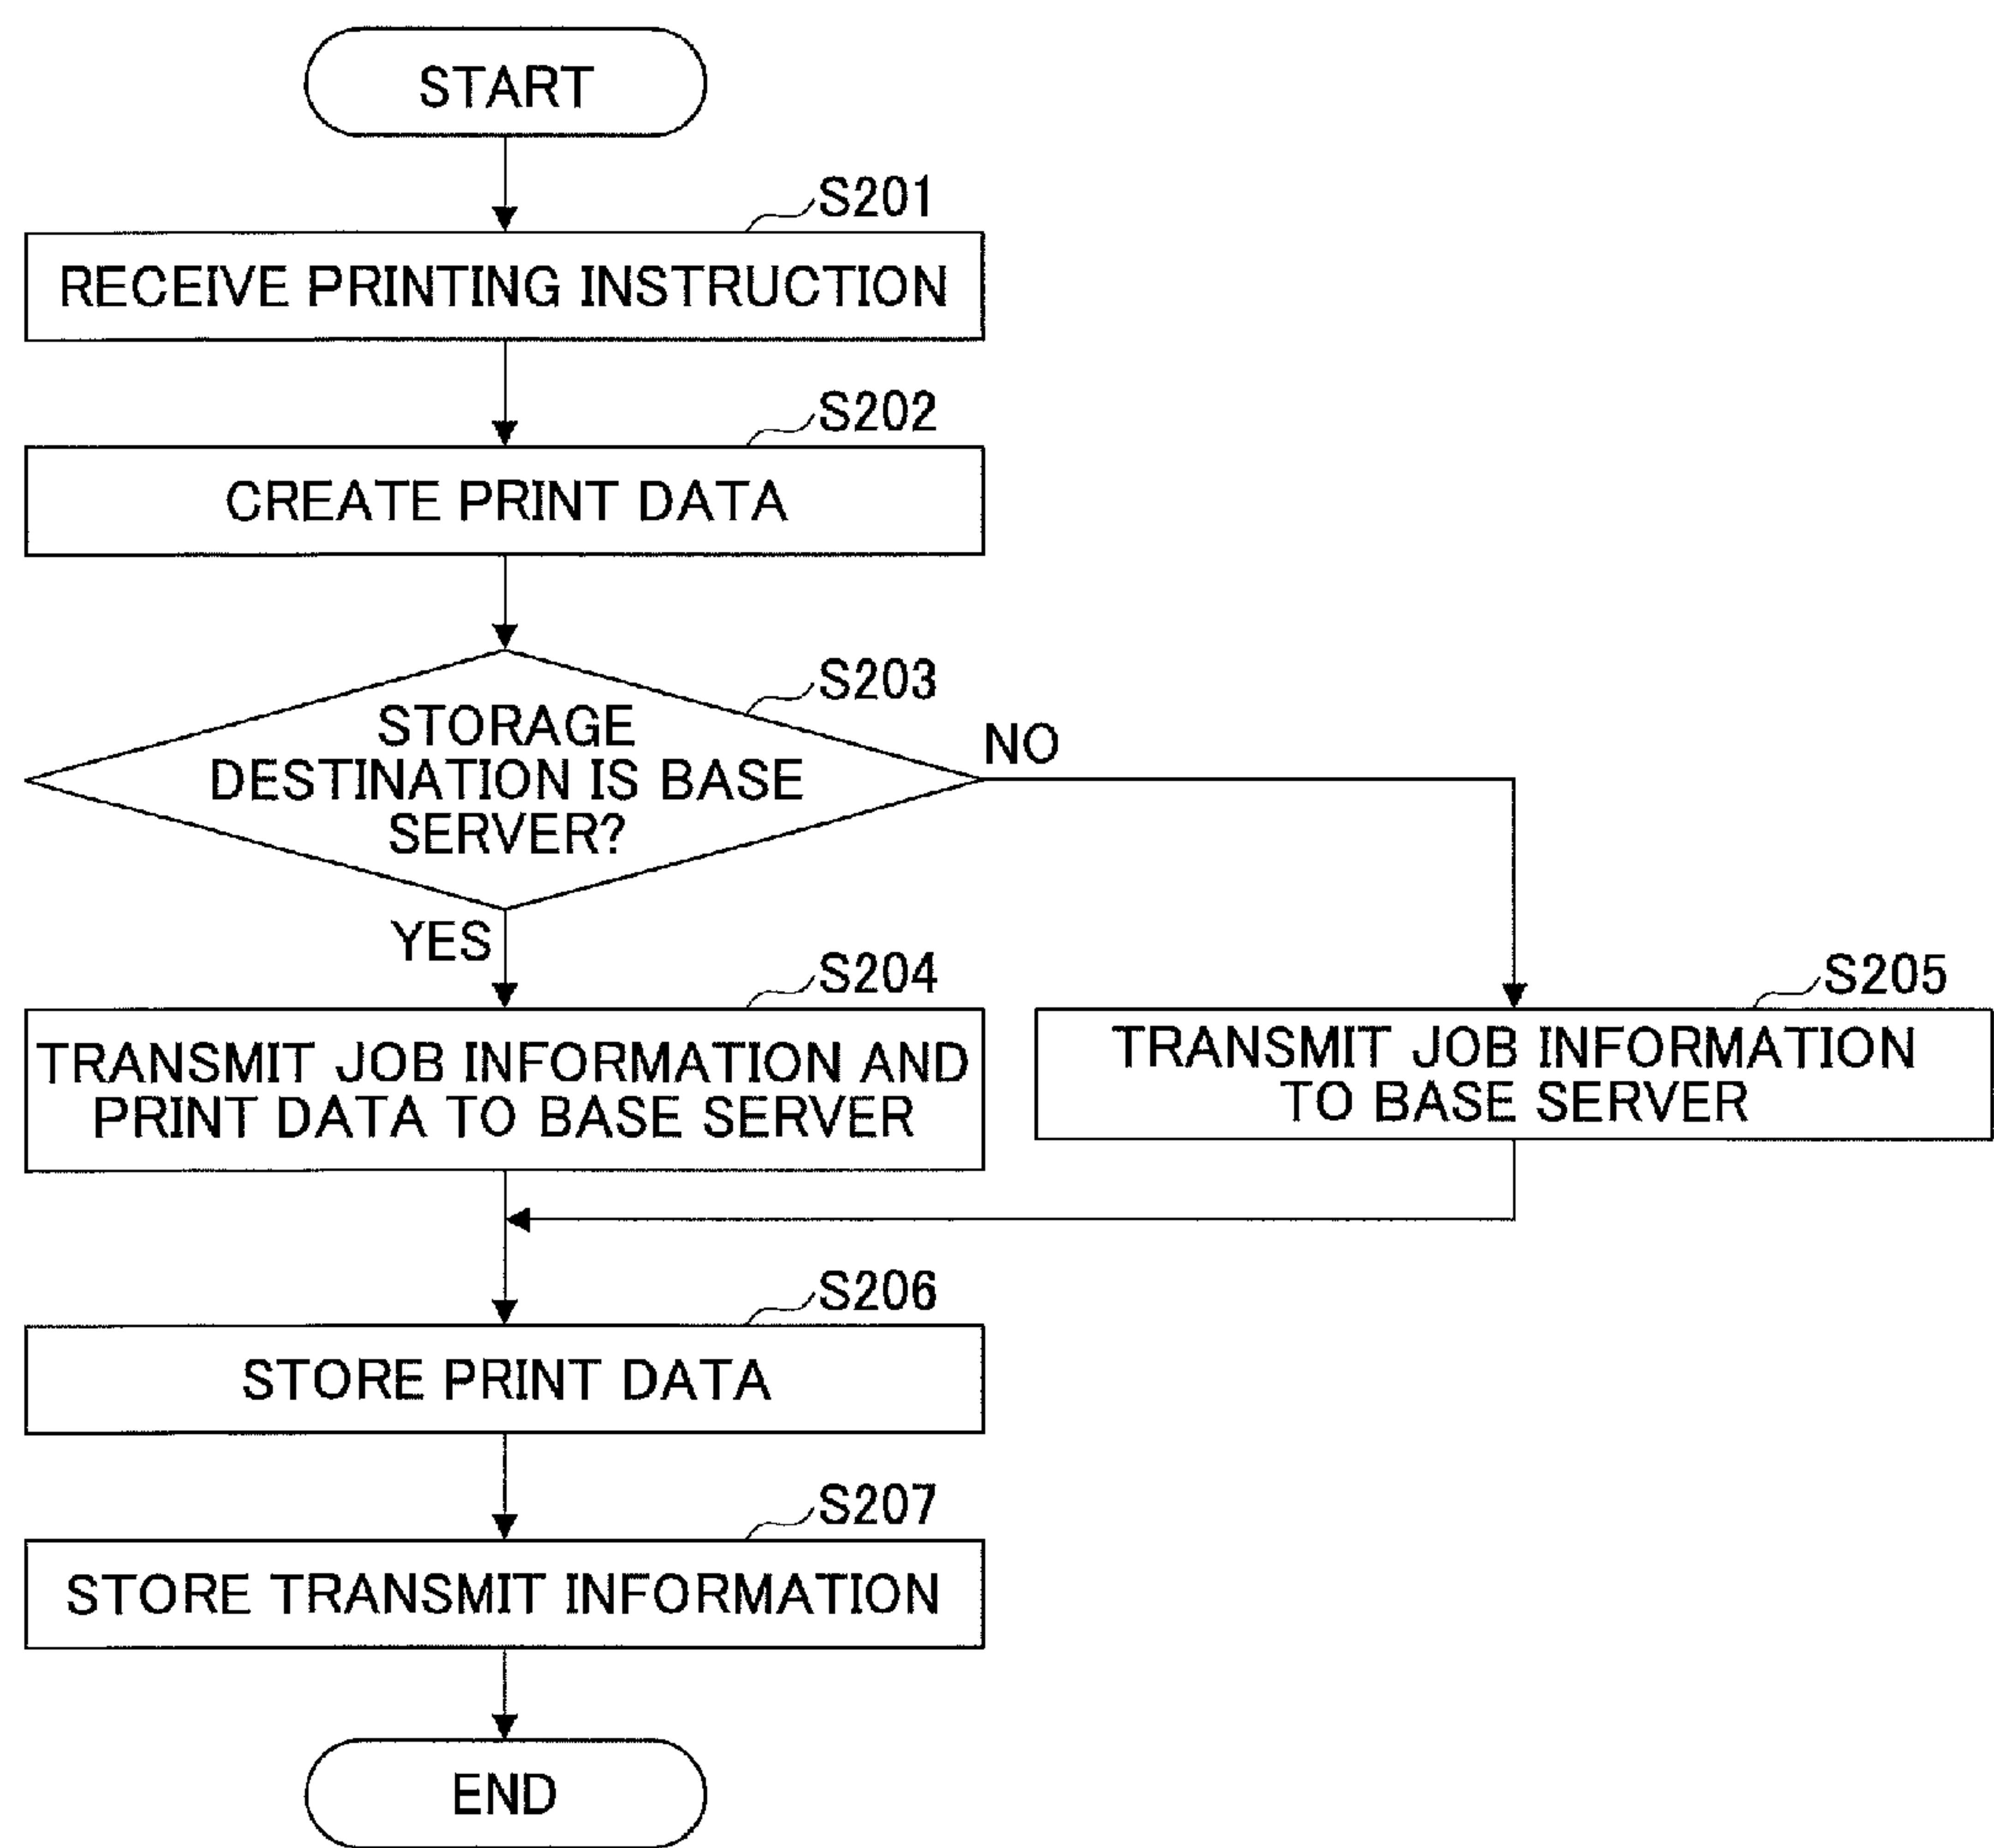 START
S201
RECEIVE PRINTING INSTRUCTION
S202
CREATE PRINT DATA
S203
STORAGE
DESTINATION IS BASE
SERVER?
NO
YES
S204
TRANSMIT JOB INFORMATION AND
PRINT DATA TO BASE SERVER
S205
TRANSMIT JOB INFORMATION
TO BASE SERVER
S206
STORE PRINT DATA
S207
STORE TRANSMIT INFORMATION
END